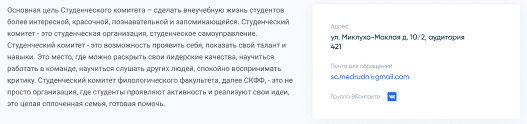 Основная цель Студенческого комитета – сделать внеучебную жизнь студентов
более интересной, красочной, познавательной и запоминающейся. Студенческий
комитет - это студенческая организация, студенческое самоуправление.
Студенческий комитет - это возможность проявить себя, показать свой талант и
навыки. Это место, где можно раскрыть свои лидерские качества, научиться
работать в команде, научиться слушать других людей, спокойно воспринимать
критику. Студенческий комитет филологического факультета, далее СКФФ, - это не
просто организация, где студенты проявляют активность и реализуют свои идеи,
это целая сплоченная семья, готовая помочь.
Адрес
ул. Миклухо-Маклая д. 10/2, аудитория
421
Почта для обращений
sc.medrudn@gmail.com
Группа ВКонтакте